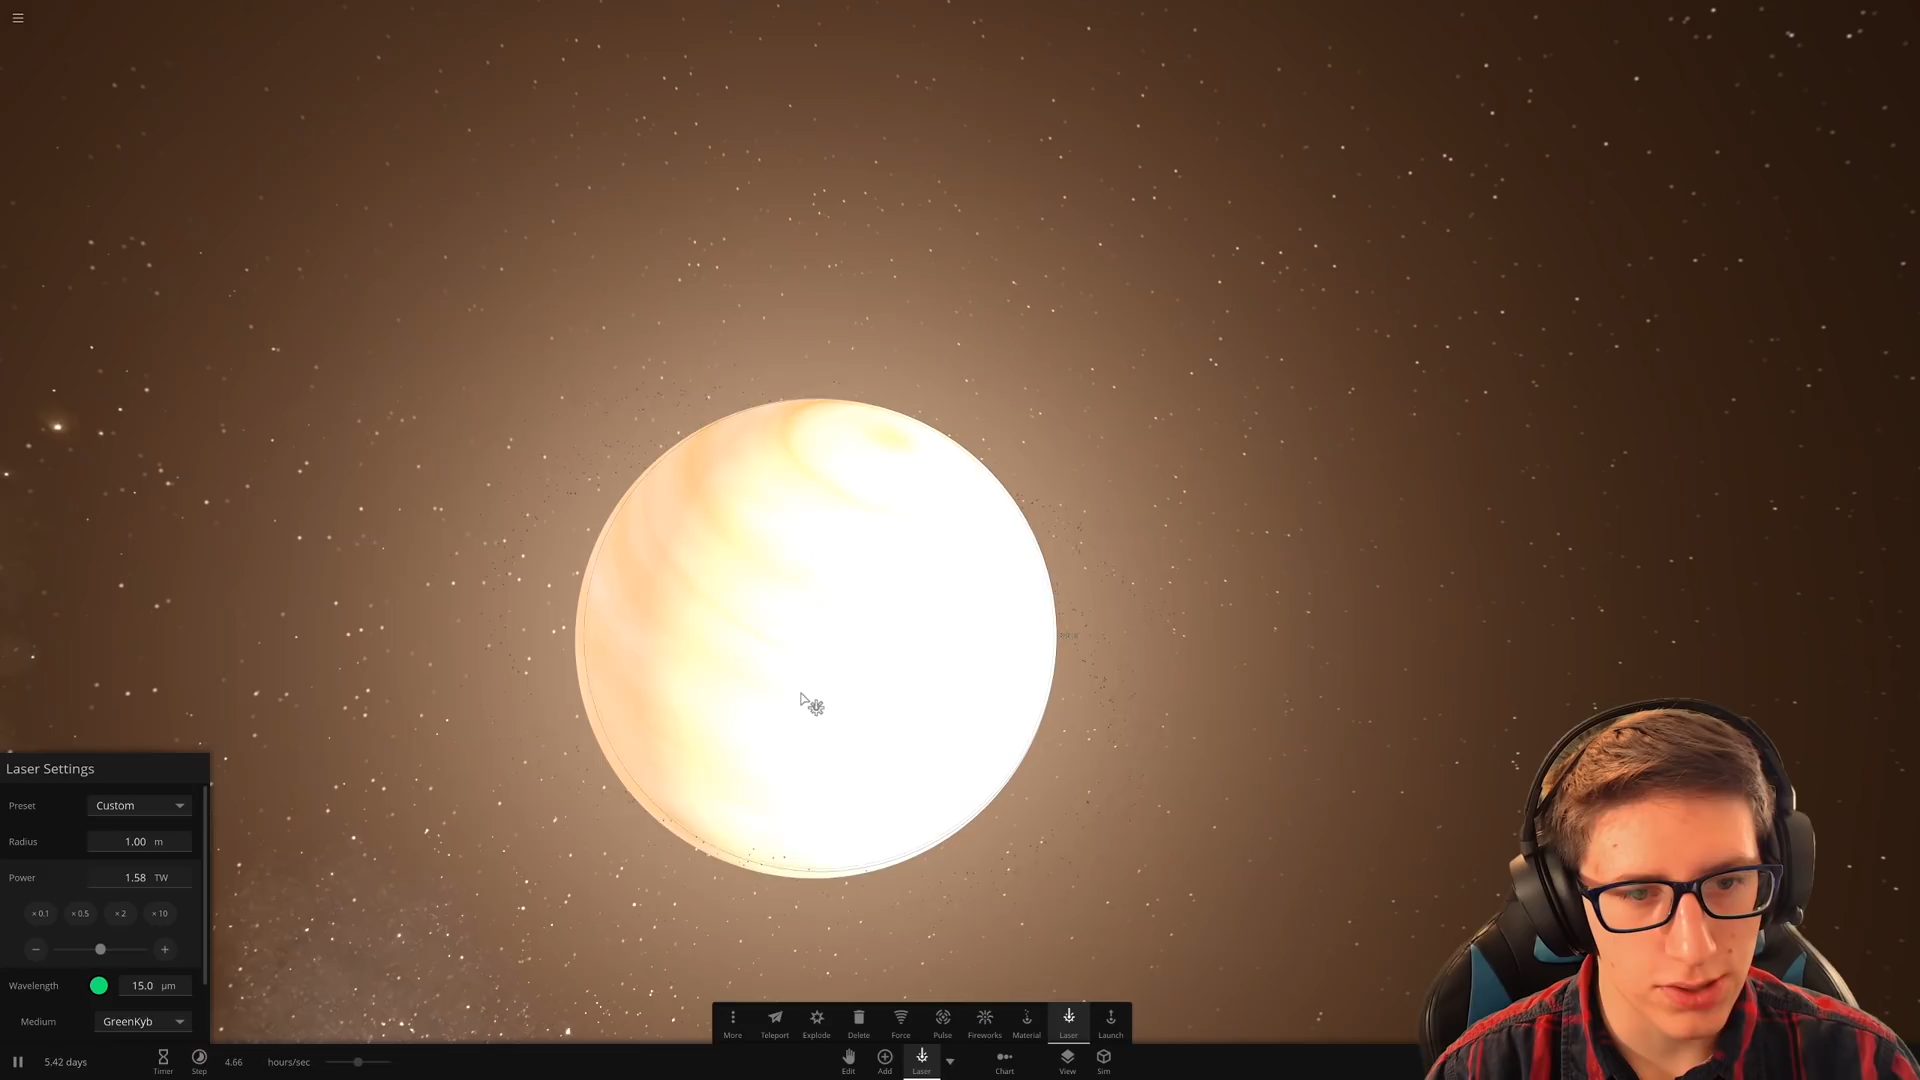 Laser Settings
Preset Custom
Radius 1.00 m
Power 1.58 TW
× 0.1 × 0.5 × 2 × 10
Wavelength 15.0 µm
Medium GreenKyb
More Teleport Explode Delete Force Pulse Fireworks Material Laser Launch
5.42 days Timer Step 4.66 hours/sec Edit Add Laser Chart View Sim